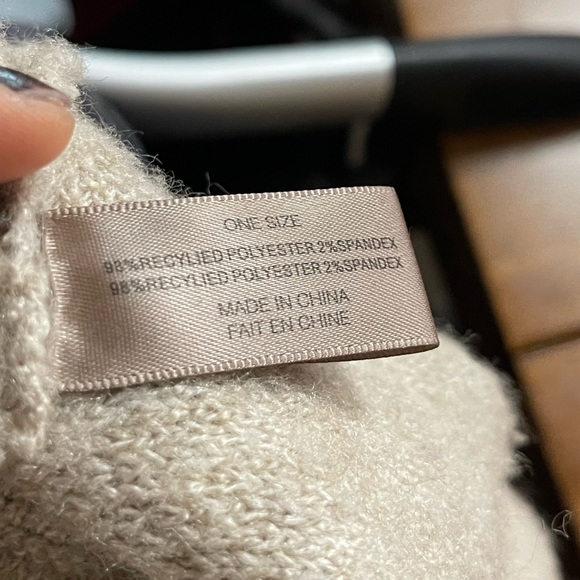 ONE SIZE
98%RECYLIED POLYESTER 2%SPANDEX
98%RECYLIED POLYESTER 2%SPANDEX
MADE IN CHINA
FAIT EN CHINE